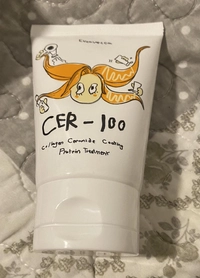 CER-100
Collagen Ceramide Coating
Protein Treatment